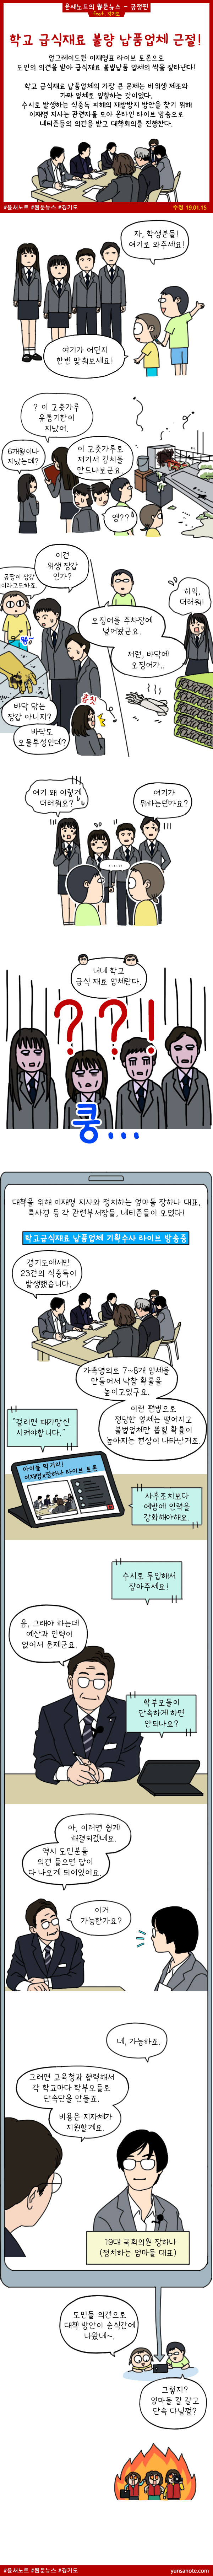 윤새노트의 웹툰뉴스 - 급장편
feat. 경기도
학교 급식재료 불량 납품업체 근절!
업그레이드된 이재명표 라이브 토론으로
도민의 의견을 받아 급식재료 불법납품 업체의 싹을 잘라낸다!
학교 급식재료 납품업체의 가장 큰 문제는 비위생 제조와
가짜 업체로 입찰하는 것이었다.
수시로 발생하는 식중독 피해의 재발방지 방안을 찾기 위해
이재명 지사는 관련자를 모아 온라인 라이브 방송으로
네티즌들의 의견을 받고 대책회의를 진행한다.
#윤새노트 #웹툰뉴스 #경기도
수정 19.01.15
자, 학생분들!
여기로 와주세요!
여기가 어딘지
한번 맞춰보세요!
? 이 고춧가루
유통기한이
지났어.
6개월이나
지났는데?
이 고춧가루로
저기서 김치를
만드나보군요.
엥??
이건
위생 장갑
인가?
공장이 장갑
이라고도하죠.
오징어를 주차장에
널어놨군요.
저런, 바닥에
오징어가..
히익,
더러워!
바닥 닦는
장갑 아니지?
바닥도
오물투성인데?
움찔
여기 왜 이렇게
더러워요?
여기가
뭐하는덴가요?
......
너네 학교
급식 재료 업체란다.
??!
쿵...
대책을 위해 이재명 지사와 정치하는 엄마들 장하나 대표,
특사경 등 각 관련부서장들, 네티즌들이 모였다!
학교급식재료 납품업체 기획수사 라이브 방송중
경기도에서만
23건의 식중독이
발생했습니다.
가족명의로 7~8개 업체를
만들어서 낙찰 확률을
높이고있구요.
이런 편법으로
정당한 업체는 떨어지고
불법업체만 뽑힐 확률이
높아지는 현상이 나타난거죠.
"걸리면 패가망신
시켜야합니다."
아이들 먹거리!
이재명x장하나 라이브 토론
사후조치보다
예방에 인력을
강화해야해요.
수시로 투입해서
잡아주세요!
음, 그래야 하는데
예산과 인력이
없어서 문제군요.
학부모들이
단속하게 하면
안되나요?
아, 이러면 쉽게
해결되겠네요.
역시 도민분들
의견 들으면 답이
다 나오게 되어있어요.
이거
가능한가요?
네, 가능하죠.
그러면 교육청과 협력해서
각 학교마다 학부모들로
단속단을 만들죠.
비용은 지자체가
지원할게요.
19대 국회의원 장하나
(정치하는 엄마들 대표)
도민들 의견으로
대책 방안이 순식간에
나왔네~.
그렇지?
엄마들 칼 갈고
단속 다닐껄?
#윤새노트 #웹툰뉴스 #경기도
yunsanote.com